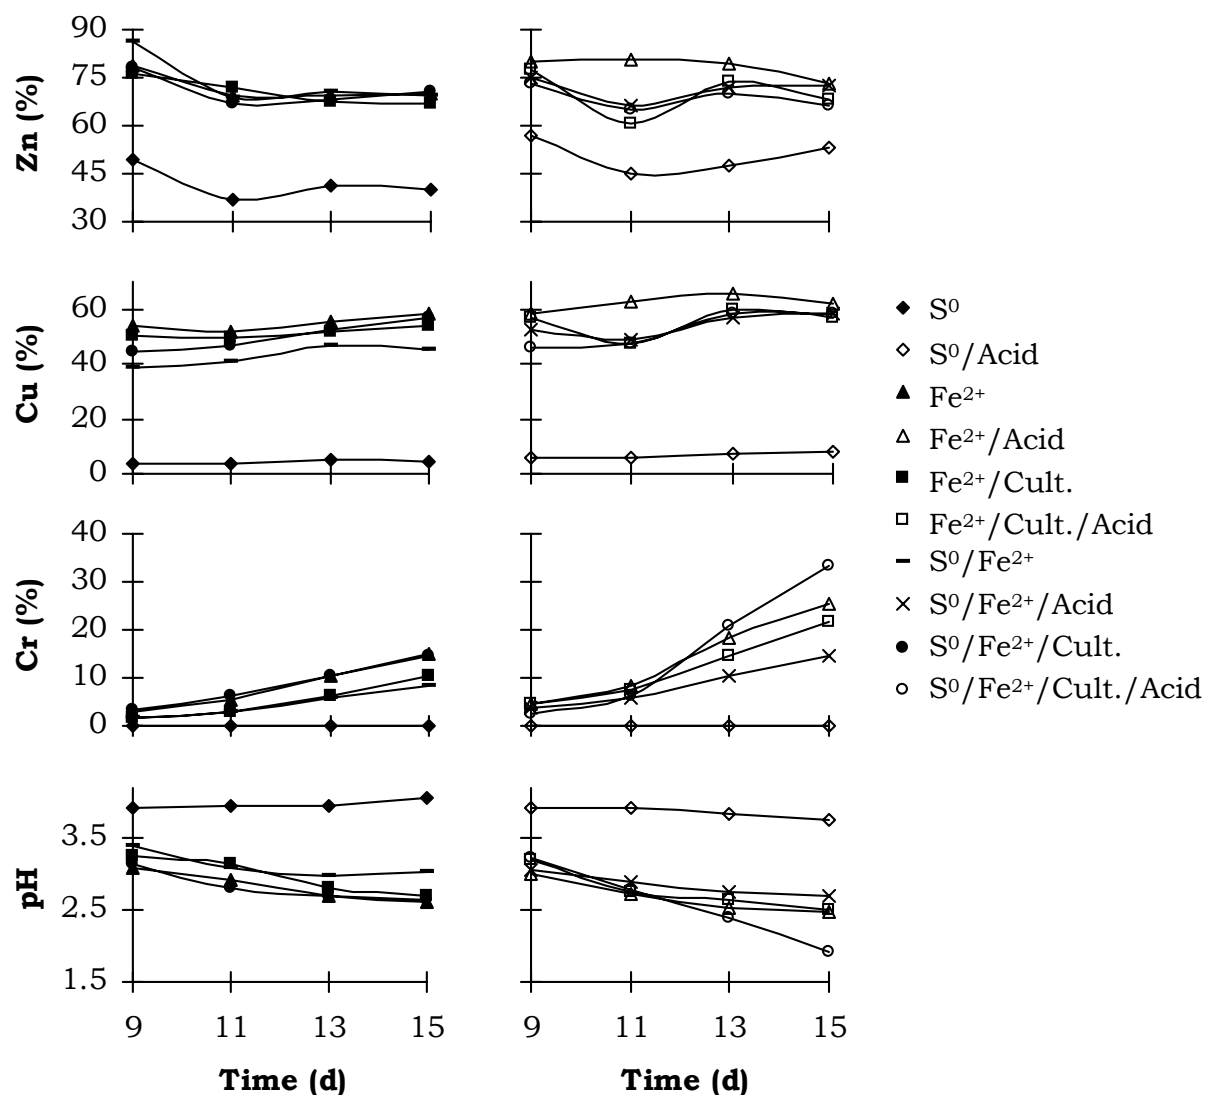 Zn (%)
90
75
60
45
30
Cu (%)
60
40
20
0
Cr (%)
40
30
20
10
0
pH
3.5
2.5
1.5
9 11 13 15
9 11 13 15
Time (d)
Time (d)
S⁰
S⁰/Acid
Fe²⁺
Fe²⁺/Acid
Fe²⁺/Cult.
Fe²⁺/Cult./Acid
S⁰/Fe²⁺
S⁰/Fe²⁺/Acid
S⁰/Fe²⁺/Cult.
S⁰/Fe²⁺/Cult./Acid